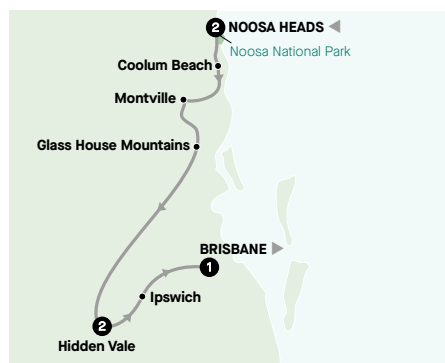 2 NOOSA HEADS
Noosa National Park
Coolum Beach
Montville
Glass House Mountains
BRISBANE
1
Ipswich
2
Hidden Vale